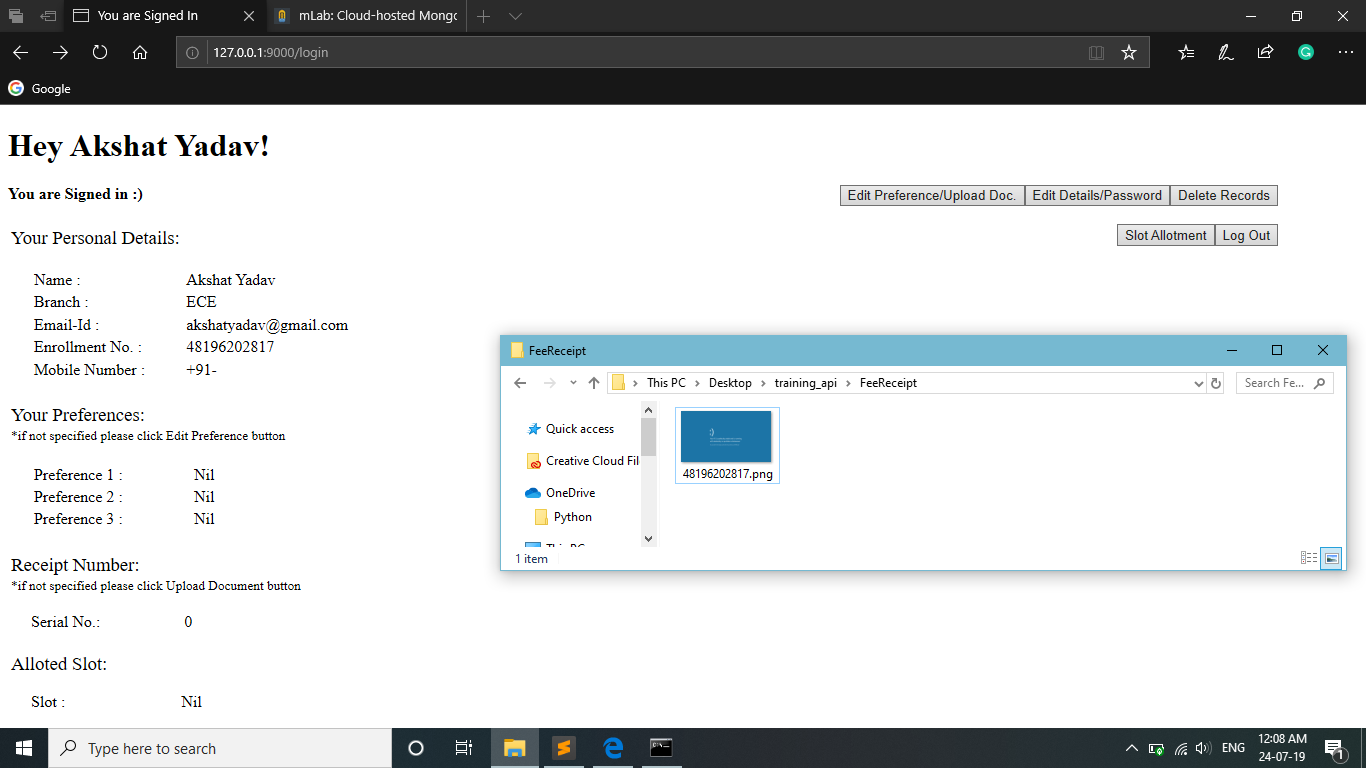 You are Signed In
mLab: Cloud-hosted Mongo
127.0.0.1:9000/login
Google
Hey Akshat Yadav!
You are Signed in :)
Edit Preference/Upload Doc. Edit Details/Password Delete Records
Slot Allotment Log Out
Your Personal Details:
Name : Akshat Yadav
Branch : ECE
Email-Id : akshatyadav@gmail.com
Enrollment No. : 48196202817
Mobile Number : +91-
Your Preferences:
*if not specified please click Edit Preference button
Preference 1 : Nil
Preference 2 : Nil
Preference 3 : Nil
Receipt Number:
*if not specified please click Upload Document button
Serial No.: 0
Alloted Slot:
Slot : Nil
FeeReceipt
This PC > Desktop > training_api > FeeReceipt
Search Fe...
Quick access
Creative Cloud Fil
OneDrive
Python
This PC
48196202817.png
1 item
Type here to search
ENG
12:08 AM
24-07-19
1